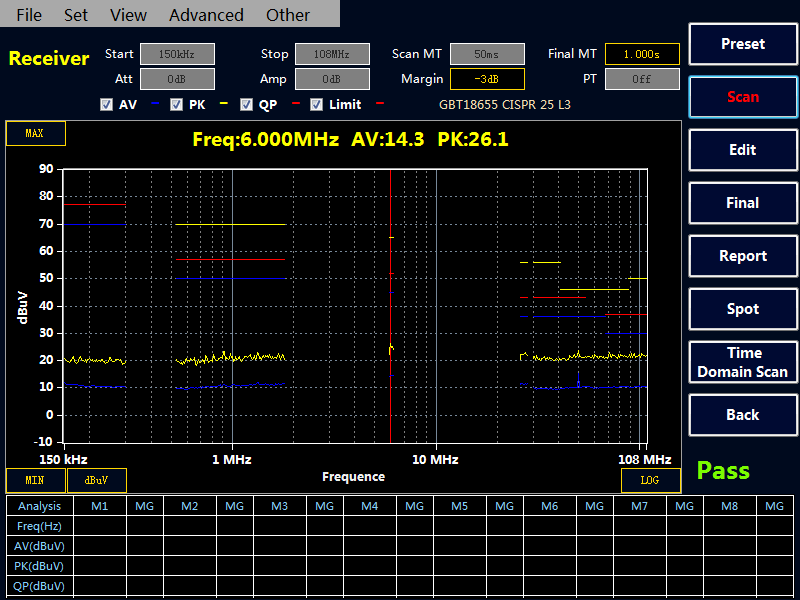 File Set View Advanced Other
Receiver
Start 150kHz Stop 108MHz Scan MT 50ms Final MT 1.000s
Att 0dB Amp 0dB Margin -3dB PT Off
AV PK QP Limit GBT18655 CISPR 25 L3
MAX
Freq:6.000MHz AV:14.3 PK:26.1
90
80
70
60
50
40
30
20
10
0
-10
dBuV
150 kHz 1 MHz 10 MHz 108 MHz
MIN dBuV Frequence LOG
Preset
Scan
Edit
Final
Report
Spot
Time
Domain Scan
Back
Pass
Analysis M1 MG M2 MG M3 MG M4 MG M5 MG M6 MG M7 MG M8 MG
Freq(Hz)
AV(dBuV)
PK(dBuV)
QP(dBuV)